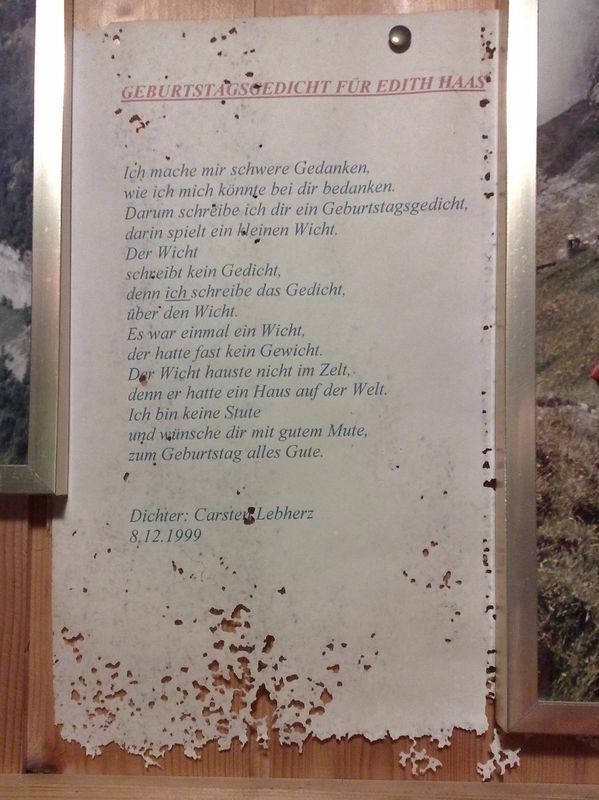 GEBURTSTAGSGEDICHT FÜR EDITH HAAS
Ich mache mir schwere Gedanken,
wie ich mich könnte bei dir bedanken.
Darum schreibe ich dir ein Geburtstagsgedicht,
darin spielt ein kleinen Wicht.
Der Wicht
schreibt kein Gedicht,
denn ich schreibe das Gedicht,
über den Wicht.
Es war einmal ein Wicht,
der hatte fast kein Gewicht.
Der Wicht hauste nicht im Zelt,
denn er hatte ein Haus auf der Welt.
Ich bin keine Stute
und wünsche dir mit gutem Mute,
zum Geburtstag alles Gute.
Dichter: Carsten Lebherz
8.12.1999